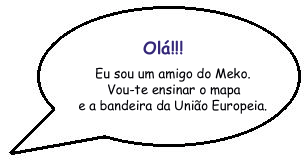 Olá!!!
Eu sou um amigo do Meko.
Vou-te ensinar o mapa
e a bandeira da União Europeia.